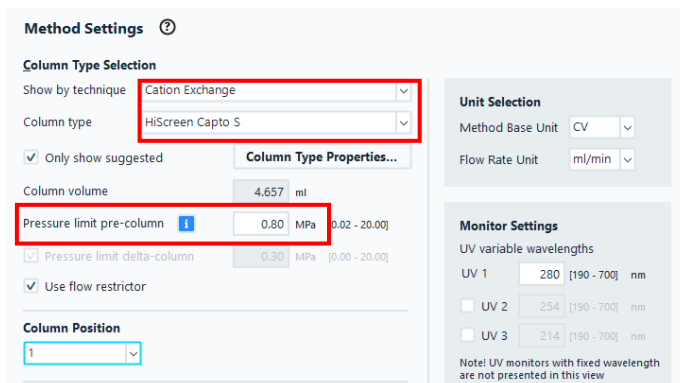 Method Settings ?
Column Type Selection
Show by technique Cation Exchange
Column type HiScreen Capto S
Only show suggested Column Type Properties...
Column volume 4.657 ml
Pressure limit pre-column i 0.80 MPa [0.02 - 20.00]
Pressure limit delta-column 0.30 MPa [0.00 - 20.00]
Use flow restrictor
Column Position
1
Unit Selection
Method Base Unit CV
Flow Rate Unit ml/min
Monitor Settings
UV variable wavelengths
UV 1 280 [190 - 700] nm
UV 2 254 [190 - 700] nm
UV 3 214 [190 - 700] nm
Note! UV monitors with fixed wavelength
are not presented in this view